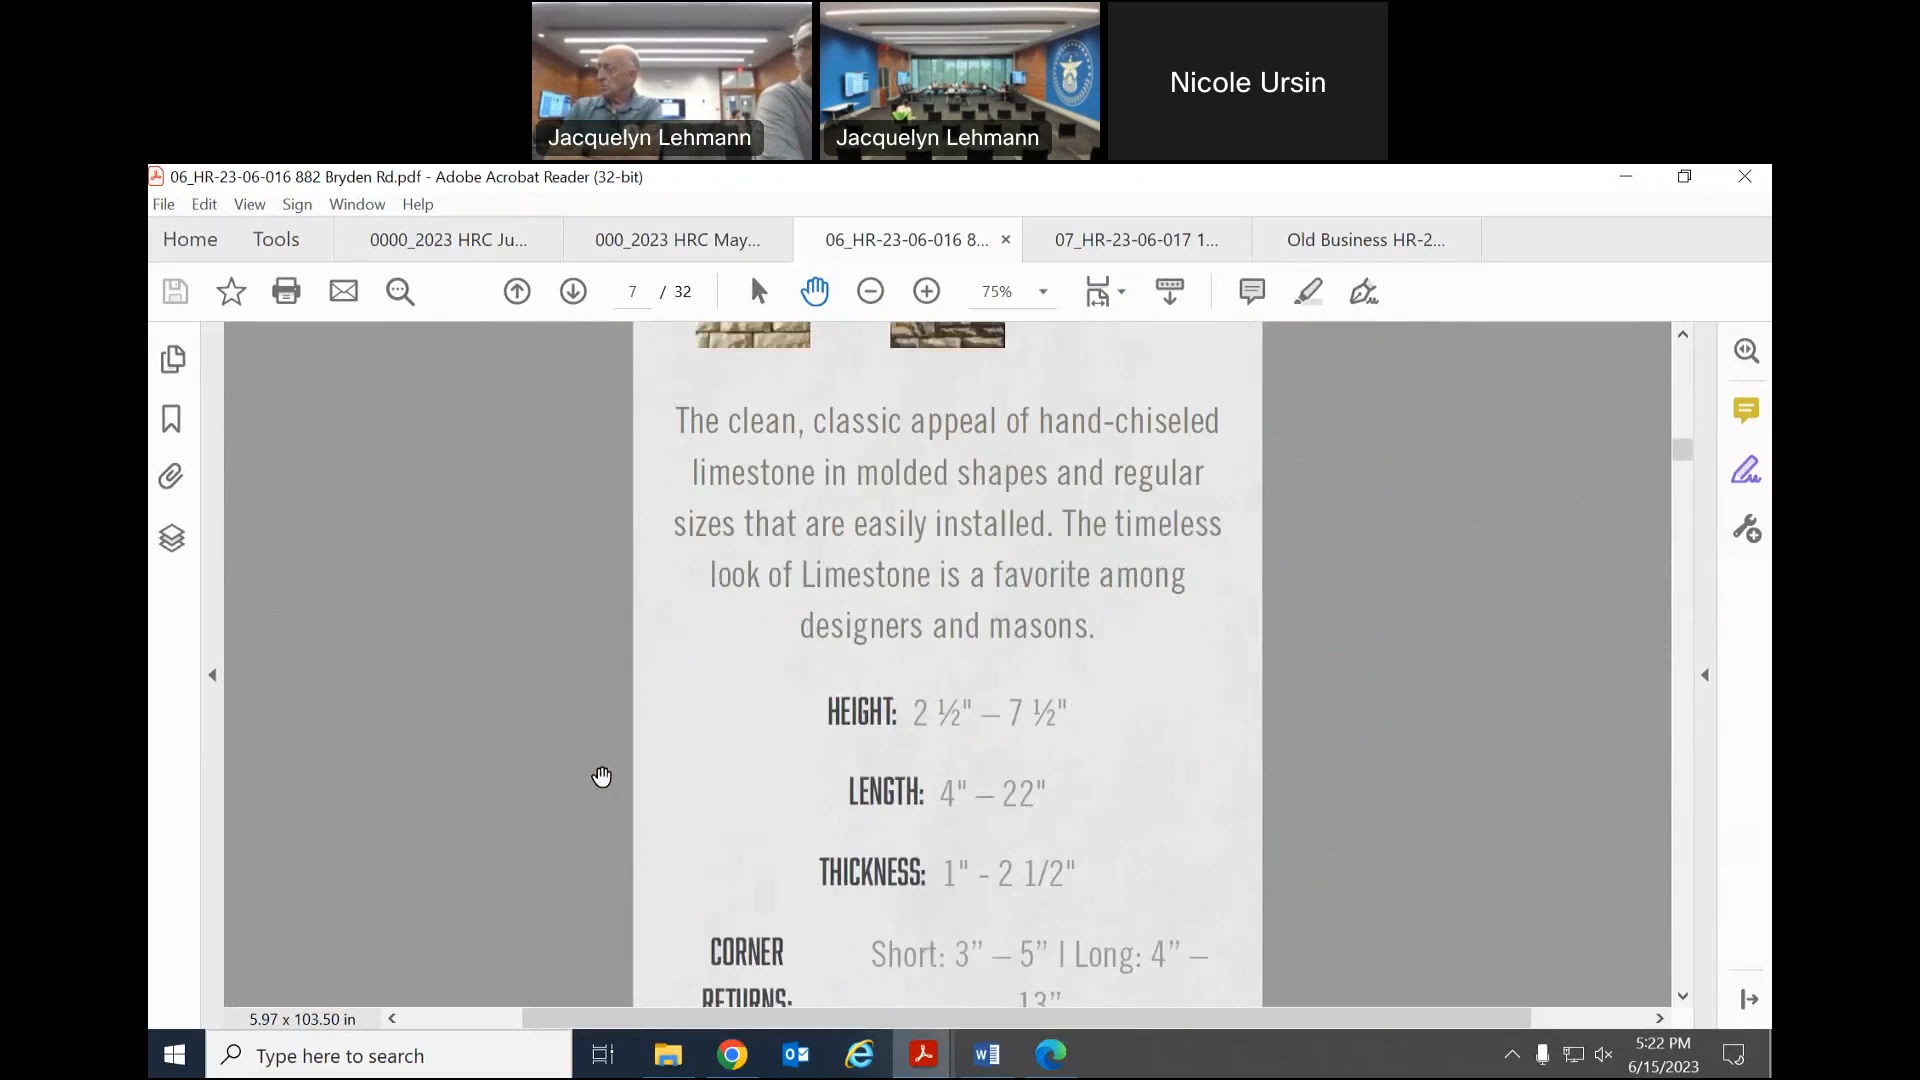 Jacquelyn Lehmann
Jacquelyn Lehmann
Nicole Ursin
06_HR-23-06-016 882 Bryden Rd.pdf - Adobe Acrobat Reader (32-bit)
File Edit View Sign Window Help
Home Tools 0000_2023 HRC Ju... 000_2023 HRC May... 06_HR-23-06-016 8... × 07_HR-23-06-017 1... Old Business HR-2...
7 / 32 75%
The clean, classic appeal of hand-chiseled
limestone in molded shapes and regular
sizes that are easily installed. The timeless
look of Limestone is a favorite among
designers and masons.
HEIGHT: 2 ½" – 7 ½"
LENGTH: 4" – 22"
THICKNESS: 1" - 2 1/2"
CORNER Short: 3” – 5” | Long: 4” –
RETURNS: 13”
5.97 x 103.50 in
Type here to search
5:22 PM
6/15/2023